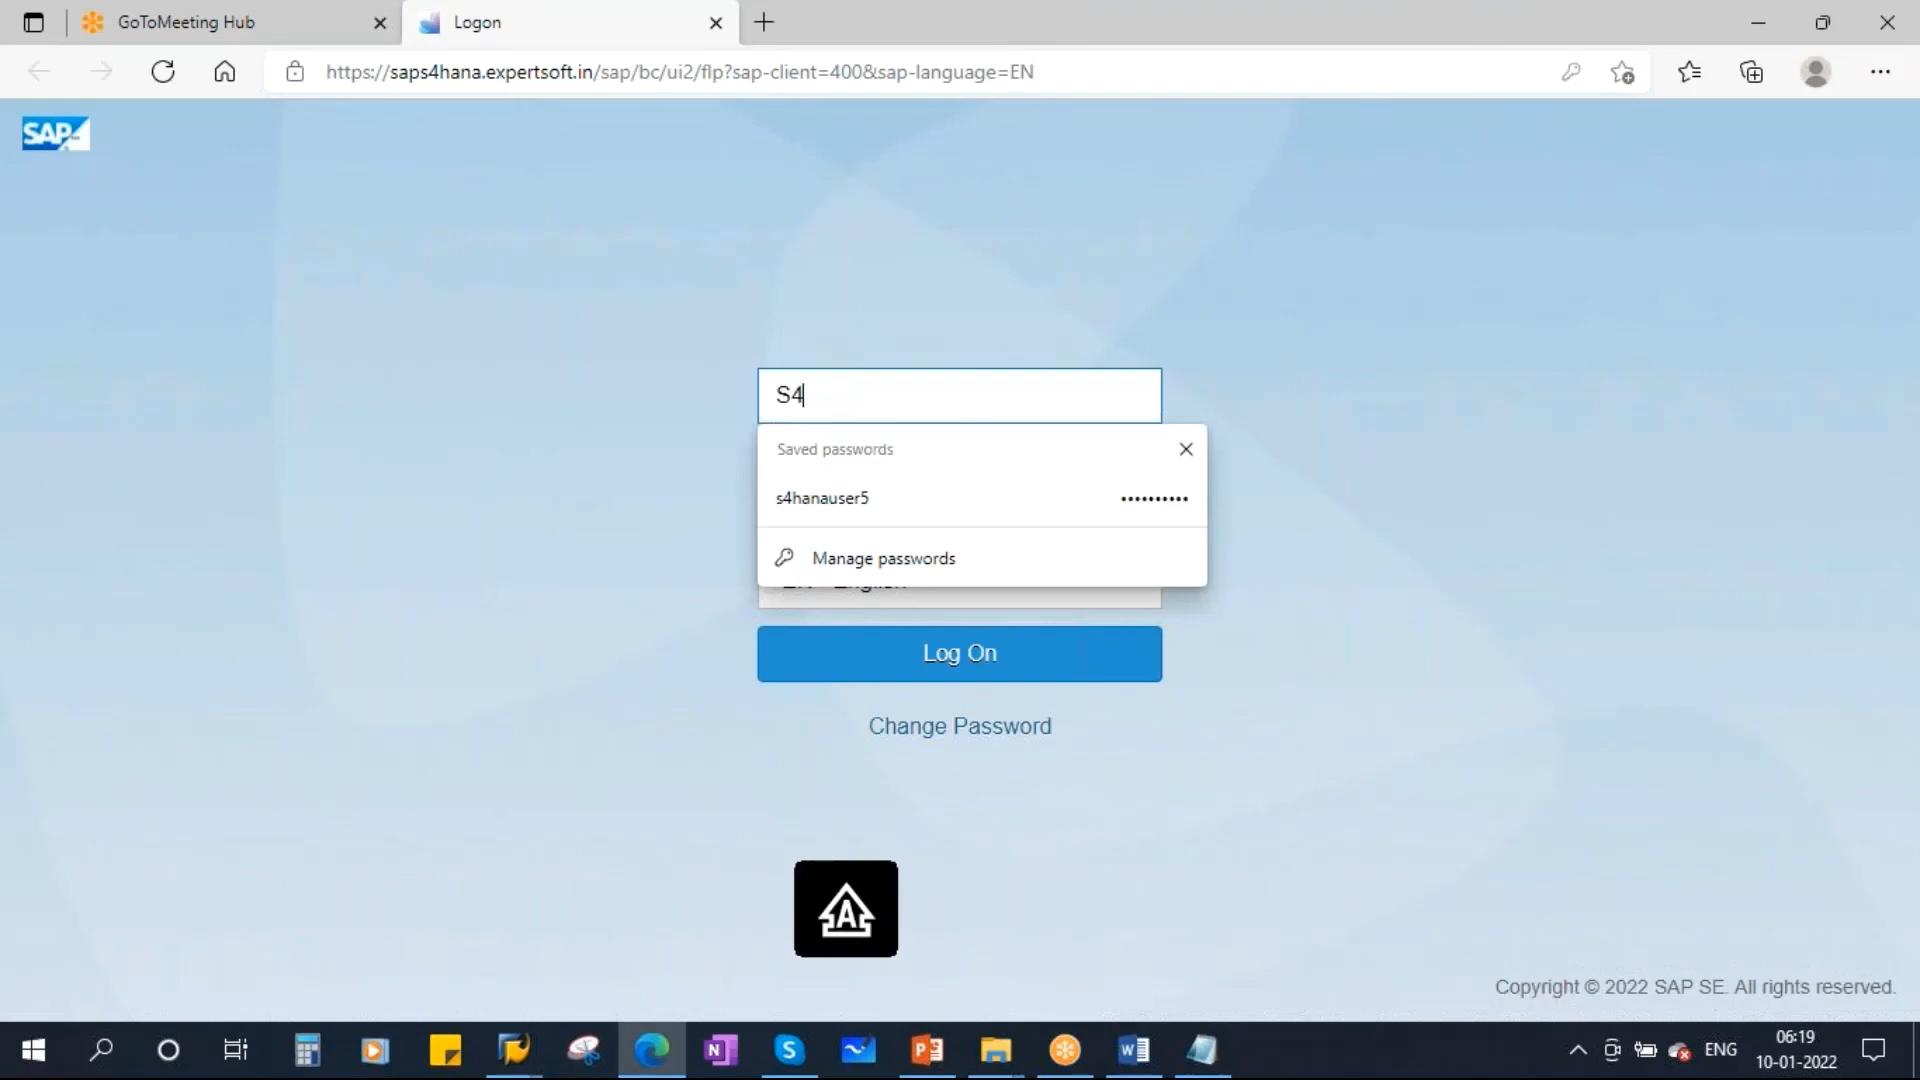 GoToMeeting Hub
Logon
https://saps4hana.expertsoft.in/sap/bc/ui2/flp?sap-client=400&sap-language=EN
SAP
S4
Saved passwords
s4hanauser5 ••••••••••
Manage passwords
Log On
Change Password
A
Copyright © 2022 SAP SE. All rights reserved.
ENG
06:19
10-01-2022